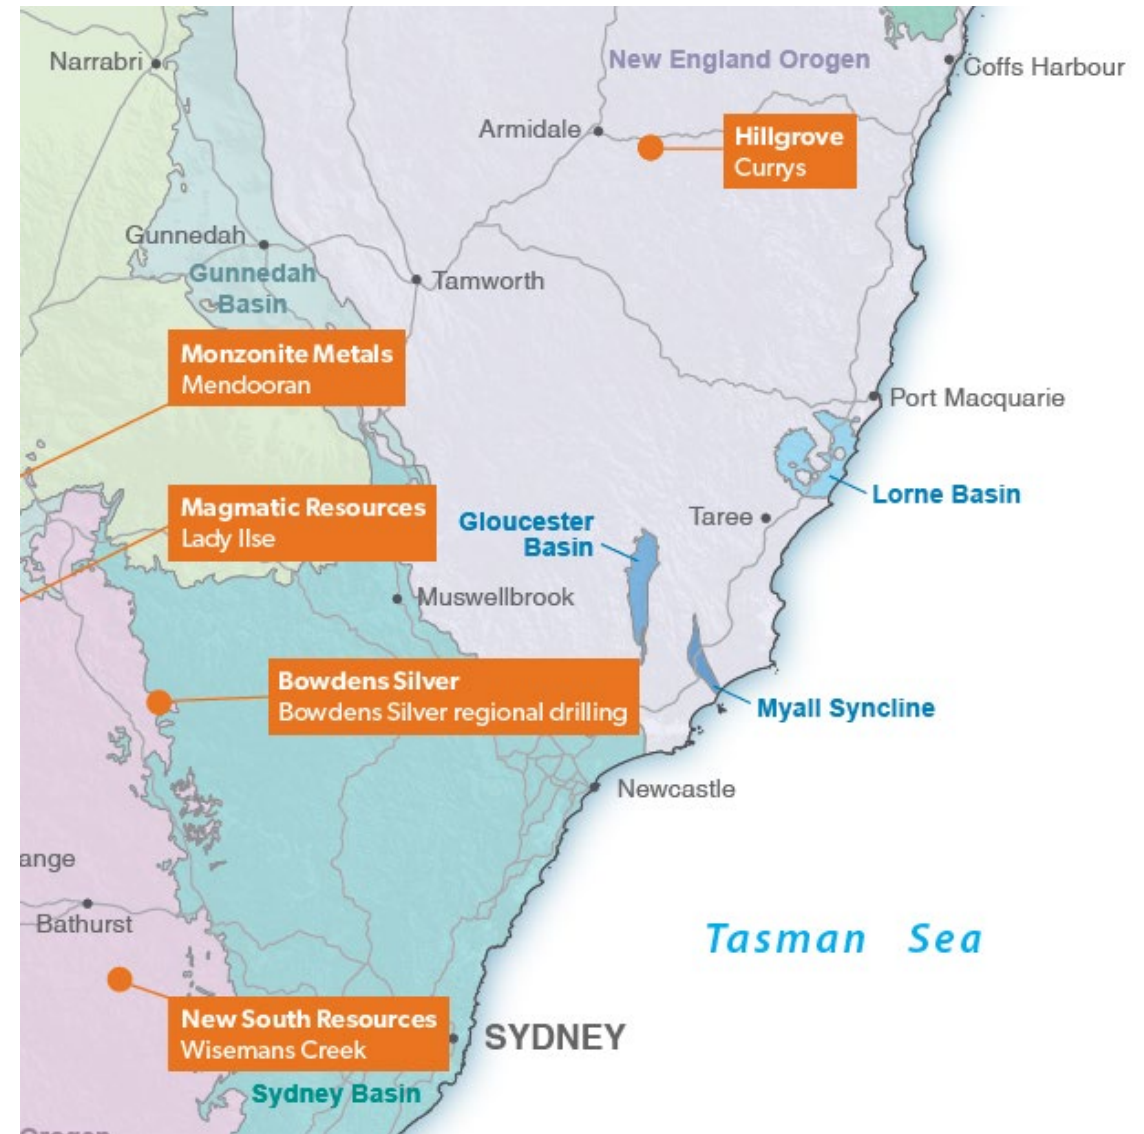 Narrabri
New England Orogen
Coffs Harbour
Armidale
Hillgrove
Currys
Gunnedah
Gunnedah
Basin
Tamworth
Monzonite Metals
Mendooran
Port Macquarie
Magmatic Resources
Lady Ilse
Lorne Basin
Gloucester
Basin
Taree
Muswellbrook
Bowdens Silver
Bowdens Silver regional drilling
Myall Syncline
Newcastle
ange
Bathurst
Tasman Sea
New South Resources
Wisemans Creek
SYDNEY
Sydney Basin
Orogen